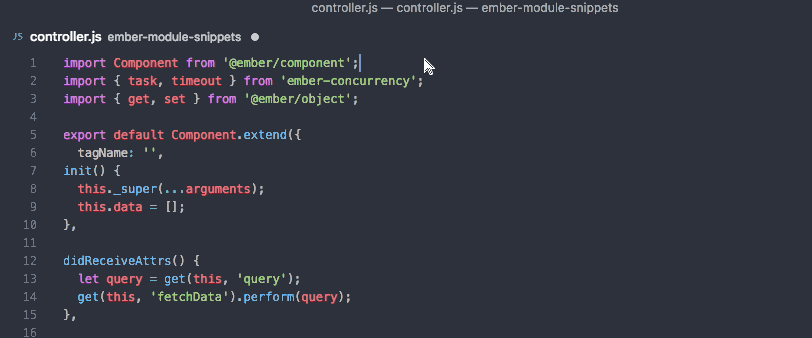 controller.js — controller.js — ember-module-snippets
JS controller.js ember-module-snippets
1 import Component from '@ember/component';
2 import { task, timeout } from 'ember-concurrency';
3 import { get, set } from '@ember/object';
4
5 export default Component.extend({
6   tagName: '',
7 init() {
8   this._super(...arguments);
9   this.data = [];
10 },
11
12 didReceiveAttrs() {
13   let query = get(this, 'query');
14   get(this, 'fetchData').perform(query);
15 },
16